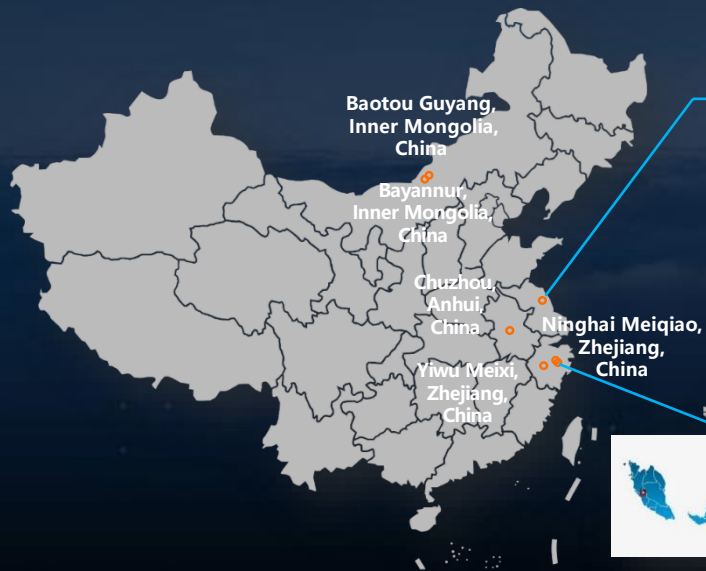 Baotou Guyang,
Inner Mongolia,
China
Bayannur,
Inner Mongolia,
China
Chuzhou,
Anhui,
China
Ninghai Meiqiao,
Zhejiang,
China
Yiwu Meixi,
Zhejiang,
China